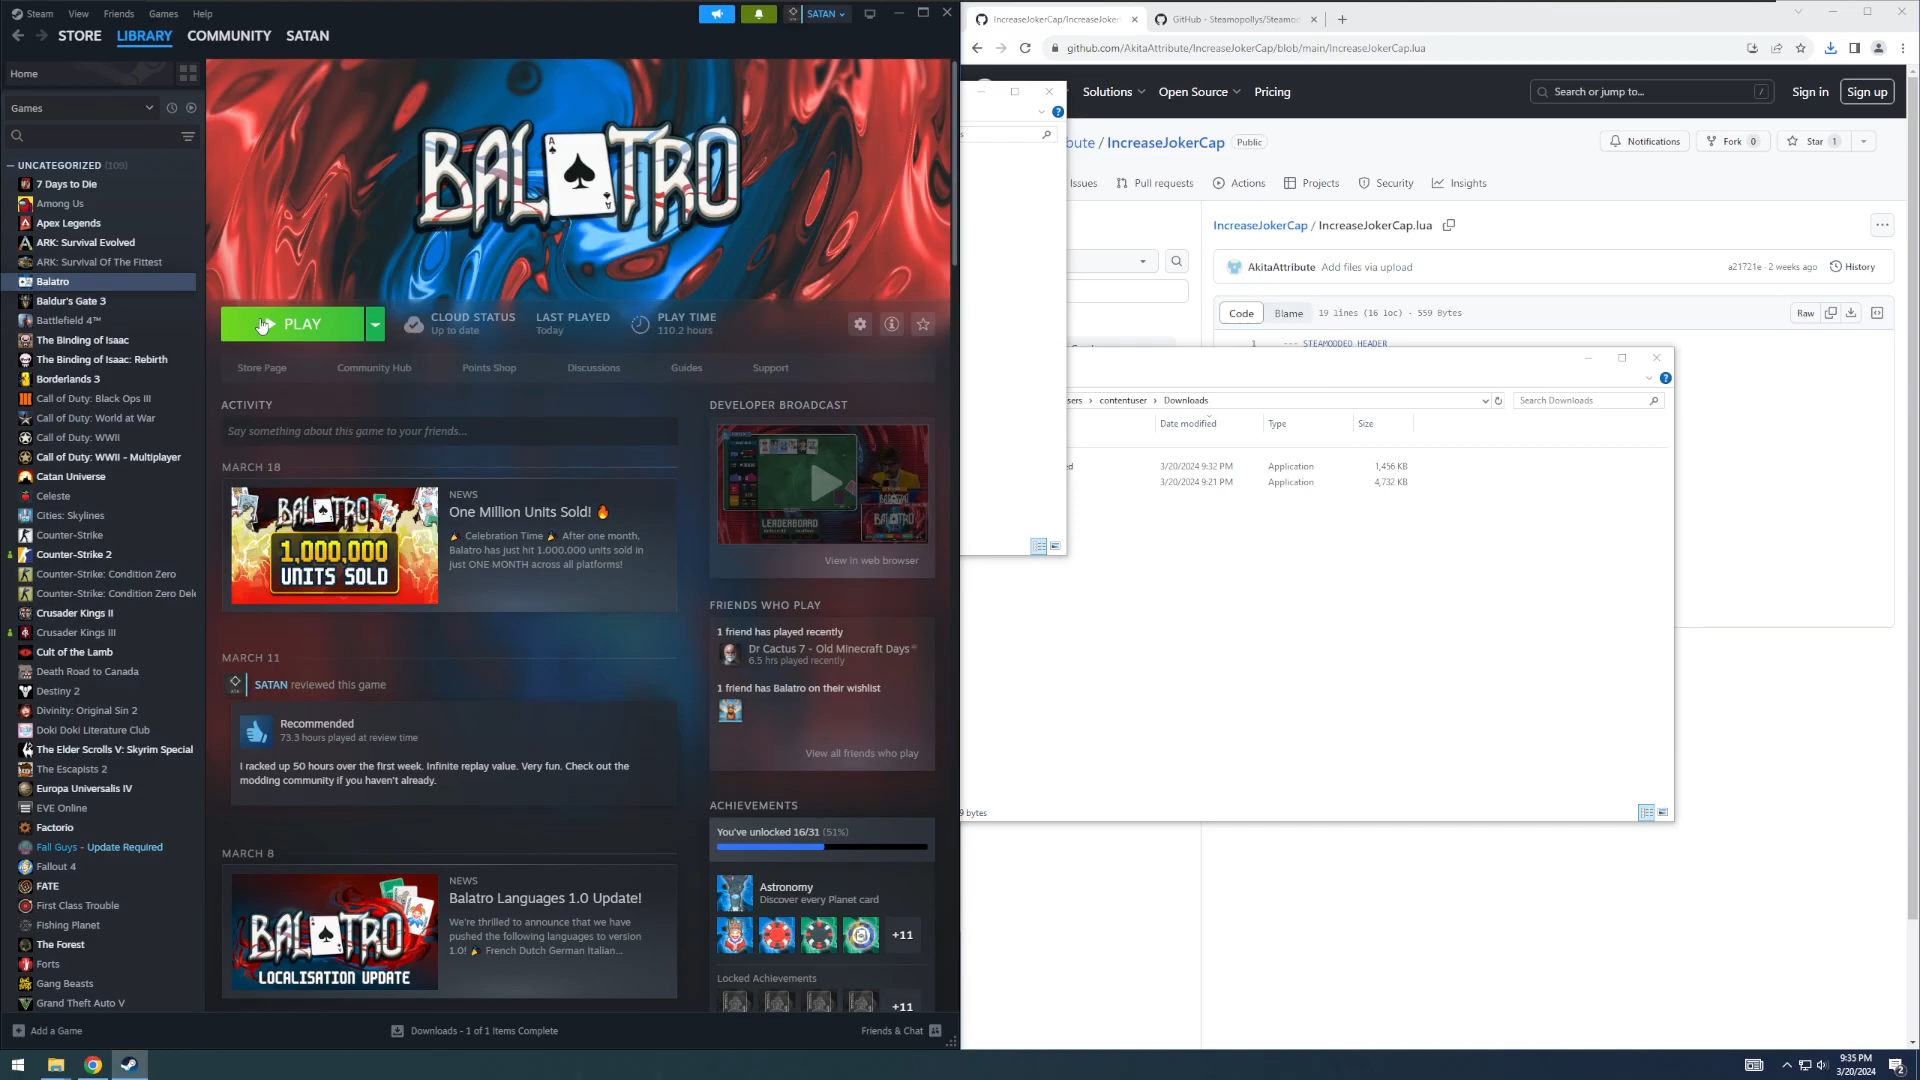 Steam View Friends Games Help
SATAN
STORE LIBRARY COMMUNITY SATAN
Home
Games
UNCATEGORIZED (109)
7 Days to Die
Among Us
Apex Legends
ARK: Survival Evolved
ARK: Survival Of The Fittest
Balatro
Baldur's Gate 3
Battlefield 4™
The Binding of Isaac
The Binding of Isaac: Rebirth
Borderlands 3
Call of Duty: Black Ops III
Call of Duty: World at War
Call of Duty: WWII
Call of Duty: WWII - Multiplayer
Catan Universe
Celeste
Cities: Skylines
Counter-Strike
Counter-Strike 2
Counter-Strike: Condition Zero
Counter-Strike: Condition Zero Dele
Crusader Kings II
Crusader Kings III
Cult of the Lamb
Death Road to Canada
Destiny 2
Divinity: Original Sin 2
Doki Doki Literature Club
The Elder Scrolls V: Skyrim Special
The Escapists 2
Europa Universalis IV
EVE Online
Factorio
Fall Guys - Update Required
Fallout 4
FATE
First Class Trouble
Fishing Planet
The Forest
Forts
Gang Beasts
Grand Theft Auto V
Add a Game
BALATRO
A
PLAY
CLOUD STATUS
Up to date
LAST PLAYED
Today
PLAY TIME
110.2 hours
Store Page Community Hub Points Shop Discussions Guides Support
ACTIVITY
Say something about this game to your friends...
MARCH 18
BALATRO
1,000,000
UNITS SOLD
NEWS
One Million Units Sold! 🔥
Celebration Time 🎉 After one month,
Balatro has just hit 1.000.000 units sold in
just ONE MONTH across all platforms!
MARCH 11
SATAN reviewed this game
Recommended
73.3 hours played at review time
I racked up 50 hours over the first week. Infinite replay value. Very fun. Check out the
modding community if you haven't already.
MARCH 8
BALATRO
LOCALISATION UPDATE
NEWS
Balatro Languages 1.0 Update!
We're thrilled to announce that we have
pushed the following languages to version
1.0! 🎉 French Dutch German Italian...
DEVELOPER BROADCAST
LEADERBOARD
BALATRO
View in web browser
FRIENDS WHO PLAY
1 friend has played recently
Dr Cactus 7 - Old Minecraft Days *
6.5 hrs played recently
1 friend has Balatro on their wishlist
View all friends who play
ACHIEVEMENTS
You've unlocked 16/31 (51%)
Astronomy
Discover every Planet card
+11
Locked Achievements
+11
Downloads - 1 of 1 Items Complete
Friends & Chat
IncreaseJokerCap/IncreaseJoker
GitHub - Steamopollys/Steamo
github.com/AkitaAttribute/IncreaseJokerCap/blob/main/IncreaseJokerCap.lua
Solutions Open Source Pricing
Search or jump to...
/
Sign in Sign up
s
bute / IncreaseJokerCap Public
Notifications Fork 0 Star 1
Issues Pull requests Actions Projects Security Insights
IncreaseJokerCap / IncreaseJokerCap.lua
AkitaAttribute Add files via upload
a21721e · 2 weeks ago History
Code Blame 19 lines (16 loc) · 559 Bytes
Raw
1 --- STEAMODDED HEADER
sers > contentuser > Downloads
Search Downloads
Date modified Type Size
ed 3/20/2024 9:32 PM Application 1,456 KB
3/20/2024 9:21 PM Application 4,732 KB
9 bytes
9:35 PM
3/20/2024
2